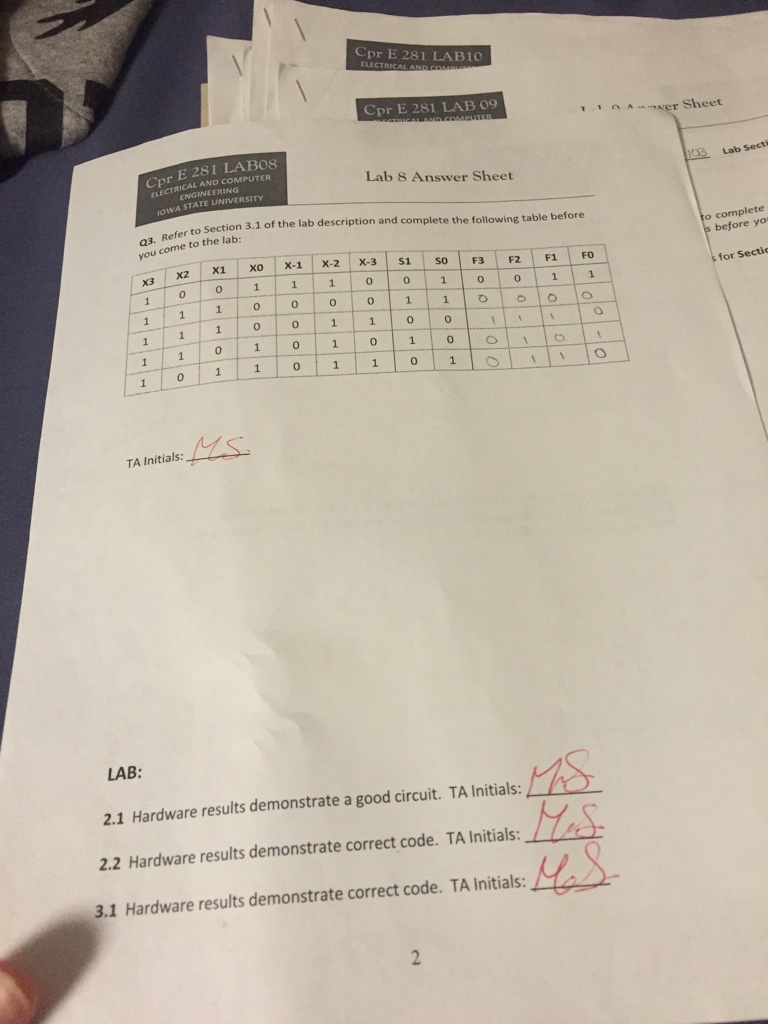 Cpr E 281 LAB10
ELECTRICAL AND
Cpr E 281 LAB 09
ELECTRICAL AND COMPUTER
Answer Sheet
103 Lab Secti
to complete
s before yo
s for Sectio
Cpr E 281 LAB08
ELECTRICAL AND COMPUTER
ENGINEERING
IOWA STATE UNIVERSITY
Lab 8 Answer Sheet
Q3. Refer to Section 3.1 of the lab description and complete the following table before
you come to the lab:
X3 X2 X1 X0 X-1 X-2 X-3 S1 S0 F3 F2 F1 F0
1 0 0 1 1 1 0 0 1 0 0 1 1
1 1 1 0 0 0 0 1 1 0 0 0 0
1 1 1 0 0 1 1 0 0 1 1 1 0
1 1 0 1 0 1 0 1 0 0 1 0 1
1 0 1 1 0 1 1 0 1 0 1 1 0
TA Initials: M.S.
LAB:
2.1 Hardware results demonstrate a good circuit. TA Initials: M.S
2.2 Hardware results demonstrate correct code. TA Initials: M.S.
3.1 Hardware results demonstrate correct code. TA Initials: M.S
2